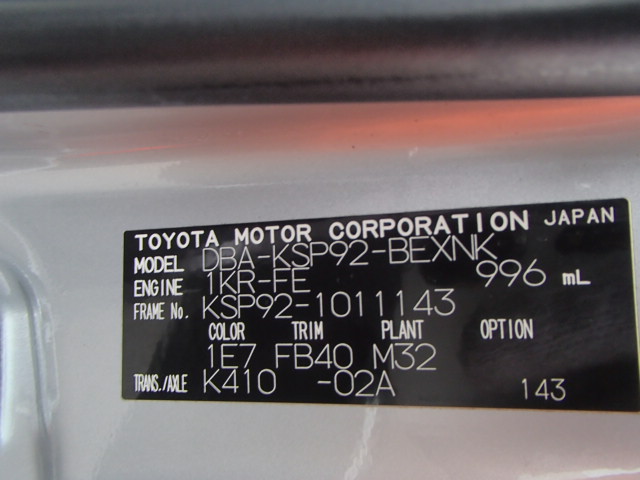 TOYOTA MOTOR CORPORATION JAPAN
MODEL DBA-KSP92-BEXNK
ENGINE 1KR-FE 996 mL
FRAME No. KSP92-1011143
COLOR TRIM PLANT OPTION
1E7 FB40 M32
TRANS./AXLE K410 -02A 143